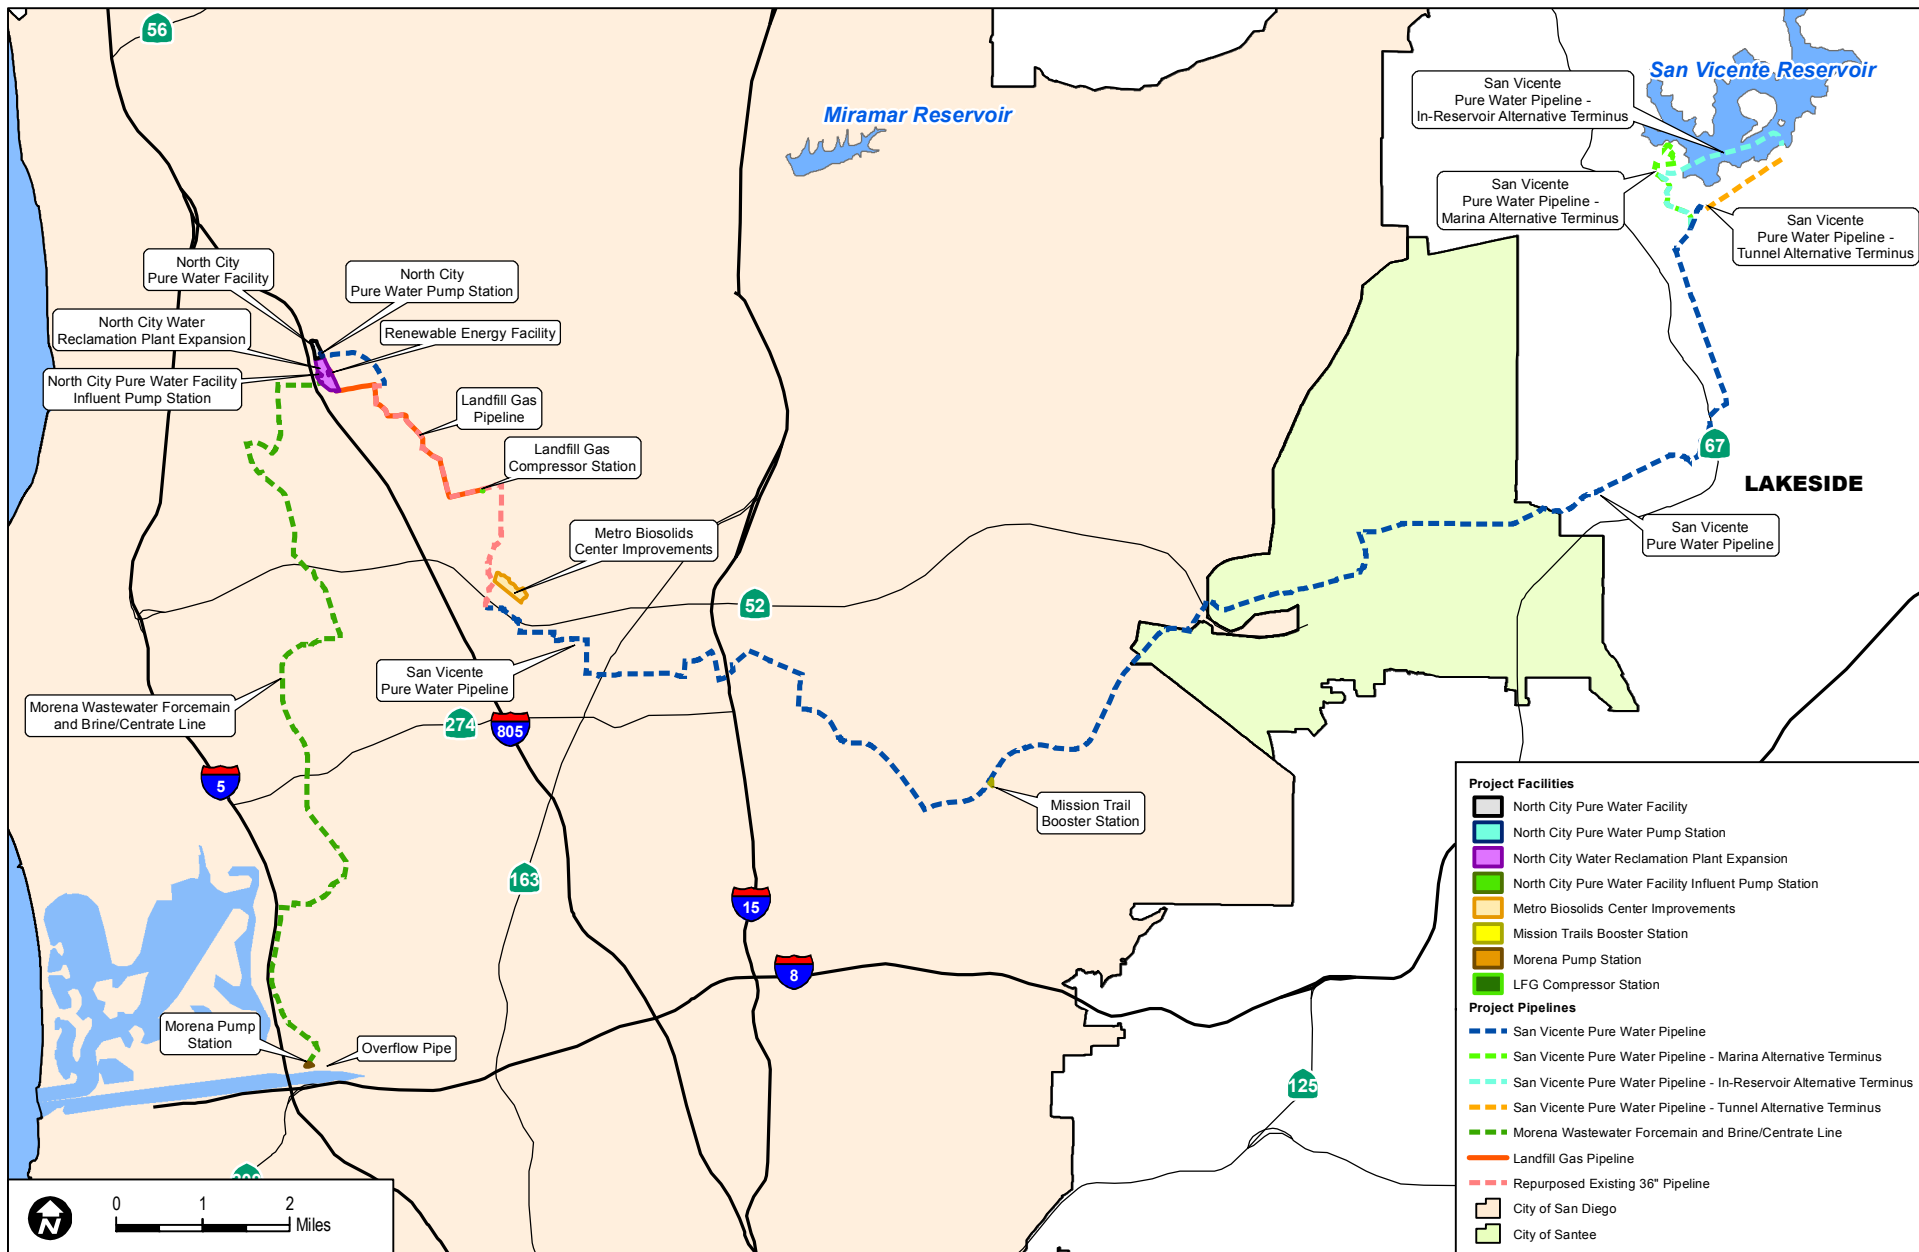 56
Miramar Reservoir
San Vicente Reservoir
San Vicente
Pure Water Pipeline -
In-Reservoir Alternative Terminus
San Vicente
Pure Water Pipeline -
Marina Alternative Terminus
San Vicente
Pure Water Pipeline -
Tunnel Alternative Terminus
North City
Pure Water Facility
North City
Pure Water Pump Station
North City Water
Reclamation Plant Expansion
Renewable Energy Facility
North City Pure Water Facility
Influent Pump Station
Landfill Gas
Pipeline
Landfill Gas
Compressor Station
67
LAKESIDE
Metro Biosolids
Center Improvements
San Vicente
Pure Water Pipeline
52
San Vicente
Pure Water Pipeline
Morena Wastewater Forcemain
and Brine/Centrate Line
274
805
5
Mission Trail
Booster Station
163
15
8
Morena Pump
Station
Overflow Pipe
125
0 1 2
Miles
N
Project Facilities
North City Pure Water Facility
North City Pure Water Pump Station
North City Water Reclamation Plant Expansion
North City Pure Water Facility Influent Pump Station
Metro Biosolids Center Improvements
Mission Trails Booster Station
Morena Pump Station
LFG Compressor Station
Project Pipelines
San Vicente Pure Water Pipeline
San Vicente Pure Water Pipeline - Marina Alternative Terminus
San Vicente Pure Water Pipeline - In-Reservoir Alternative Terminus
San Vicente Pure Water Pipeline - Tunnel Alternative Terminus
Morena Wastewater Forcemain and Brine/Centrate Line
Landfill Gas Pipeline
Repurposed Existing 36" Pipeline
City of San Diego
City of Santee